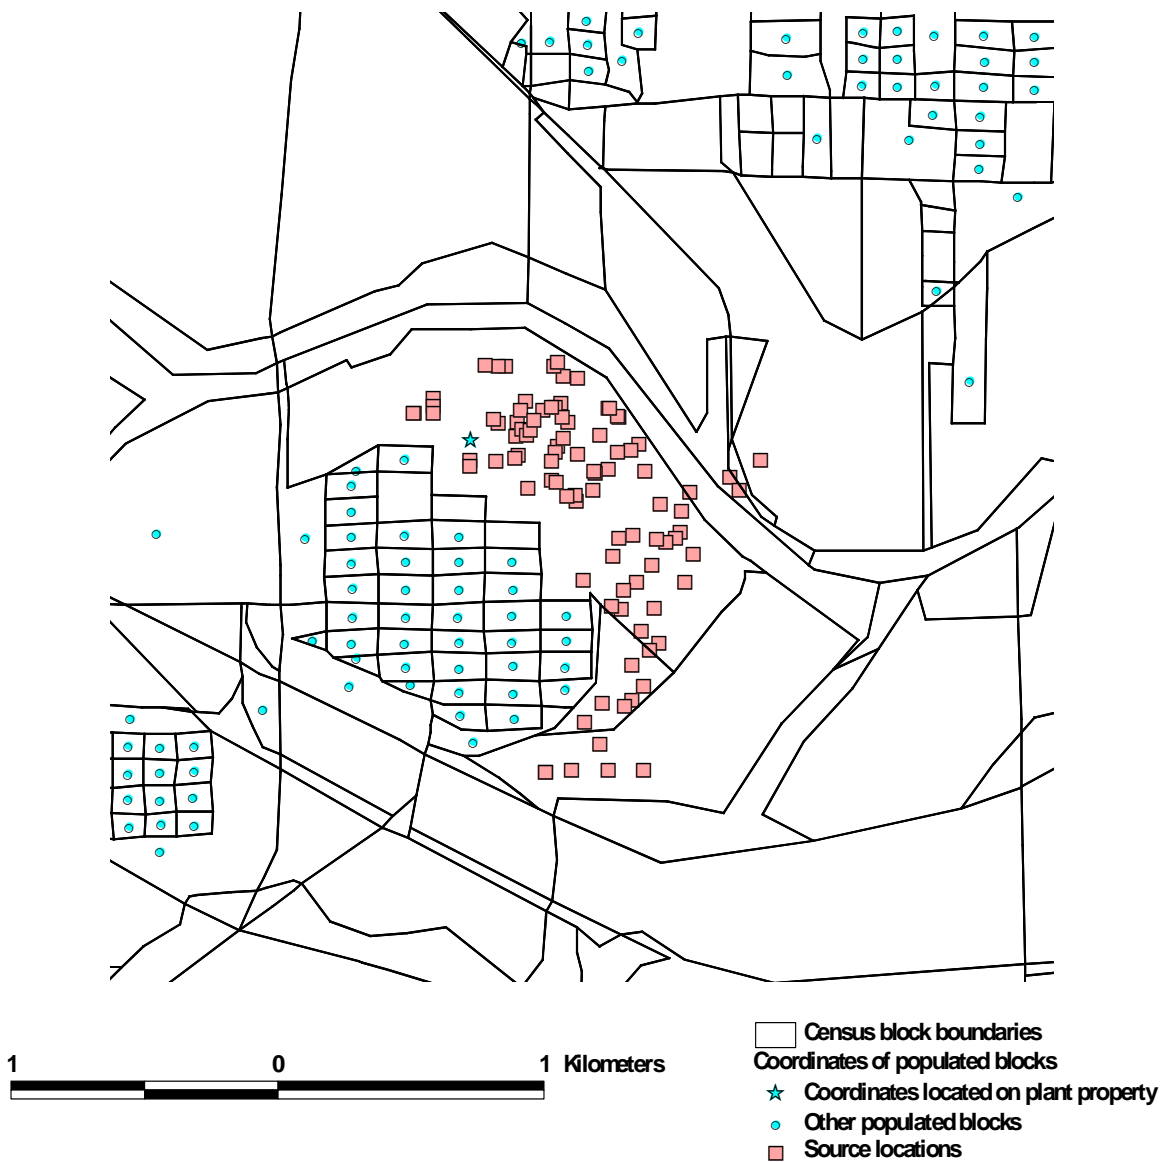 1 0 1 Kilometers
Census block boundaries
Coordinates of populated blocks
Coordinates located on plant property
Other populated blocks
Source locations